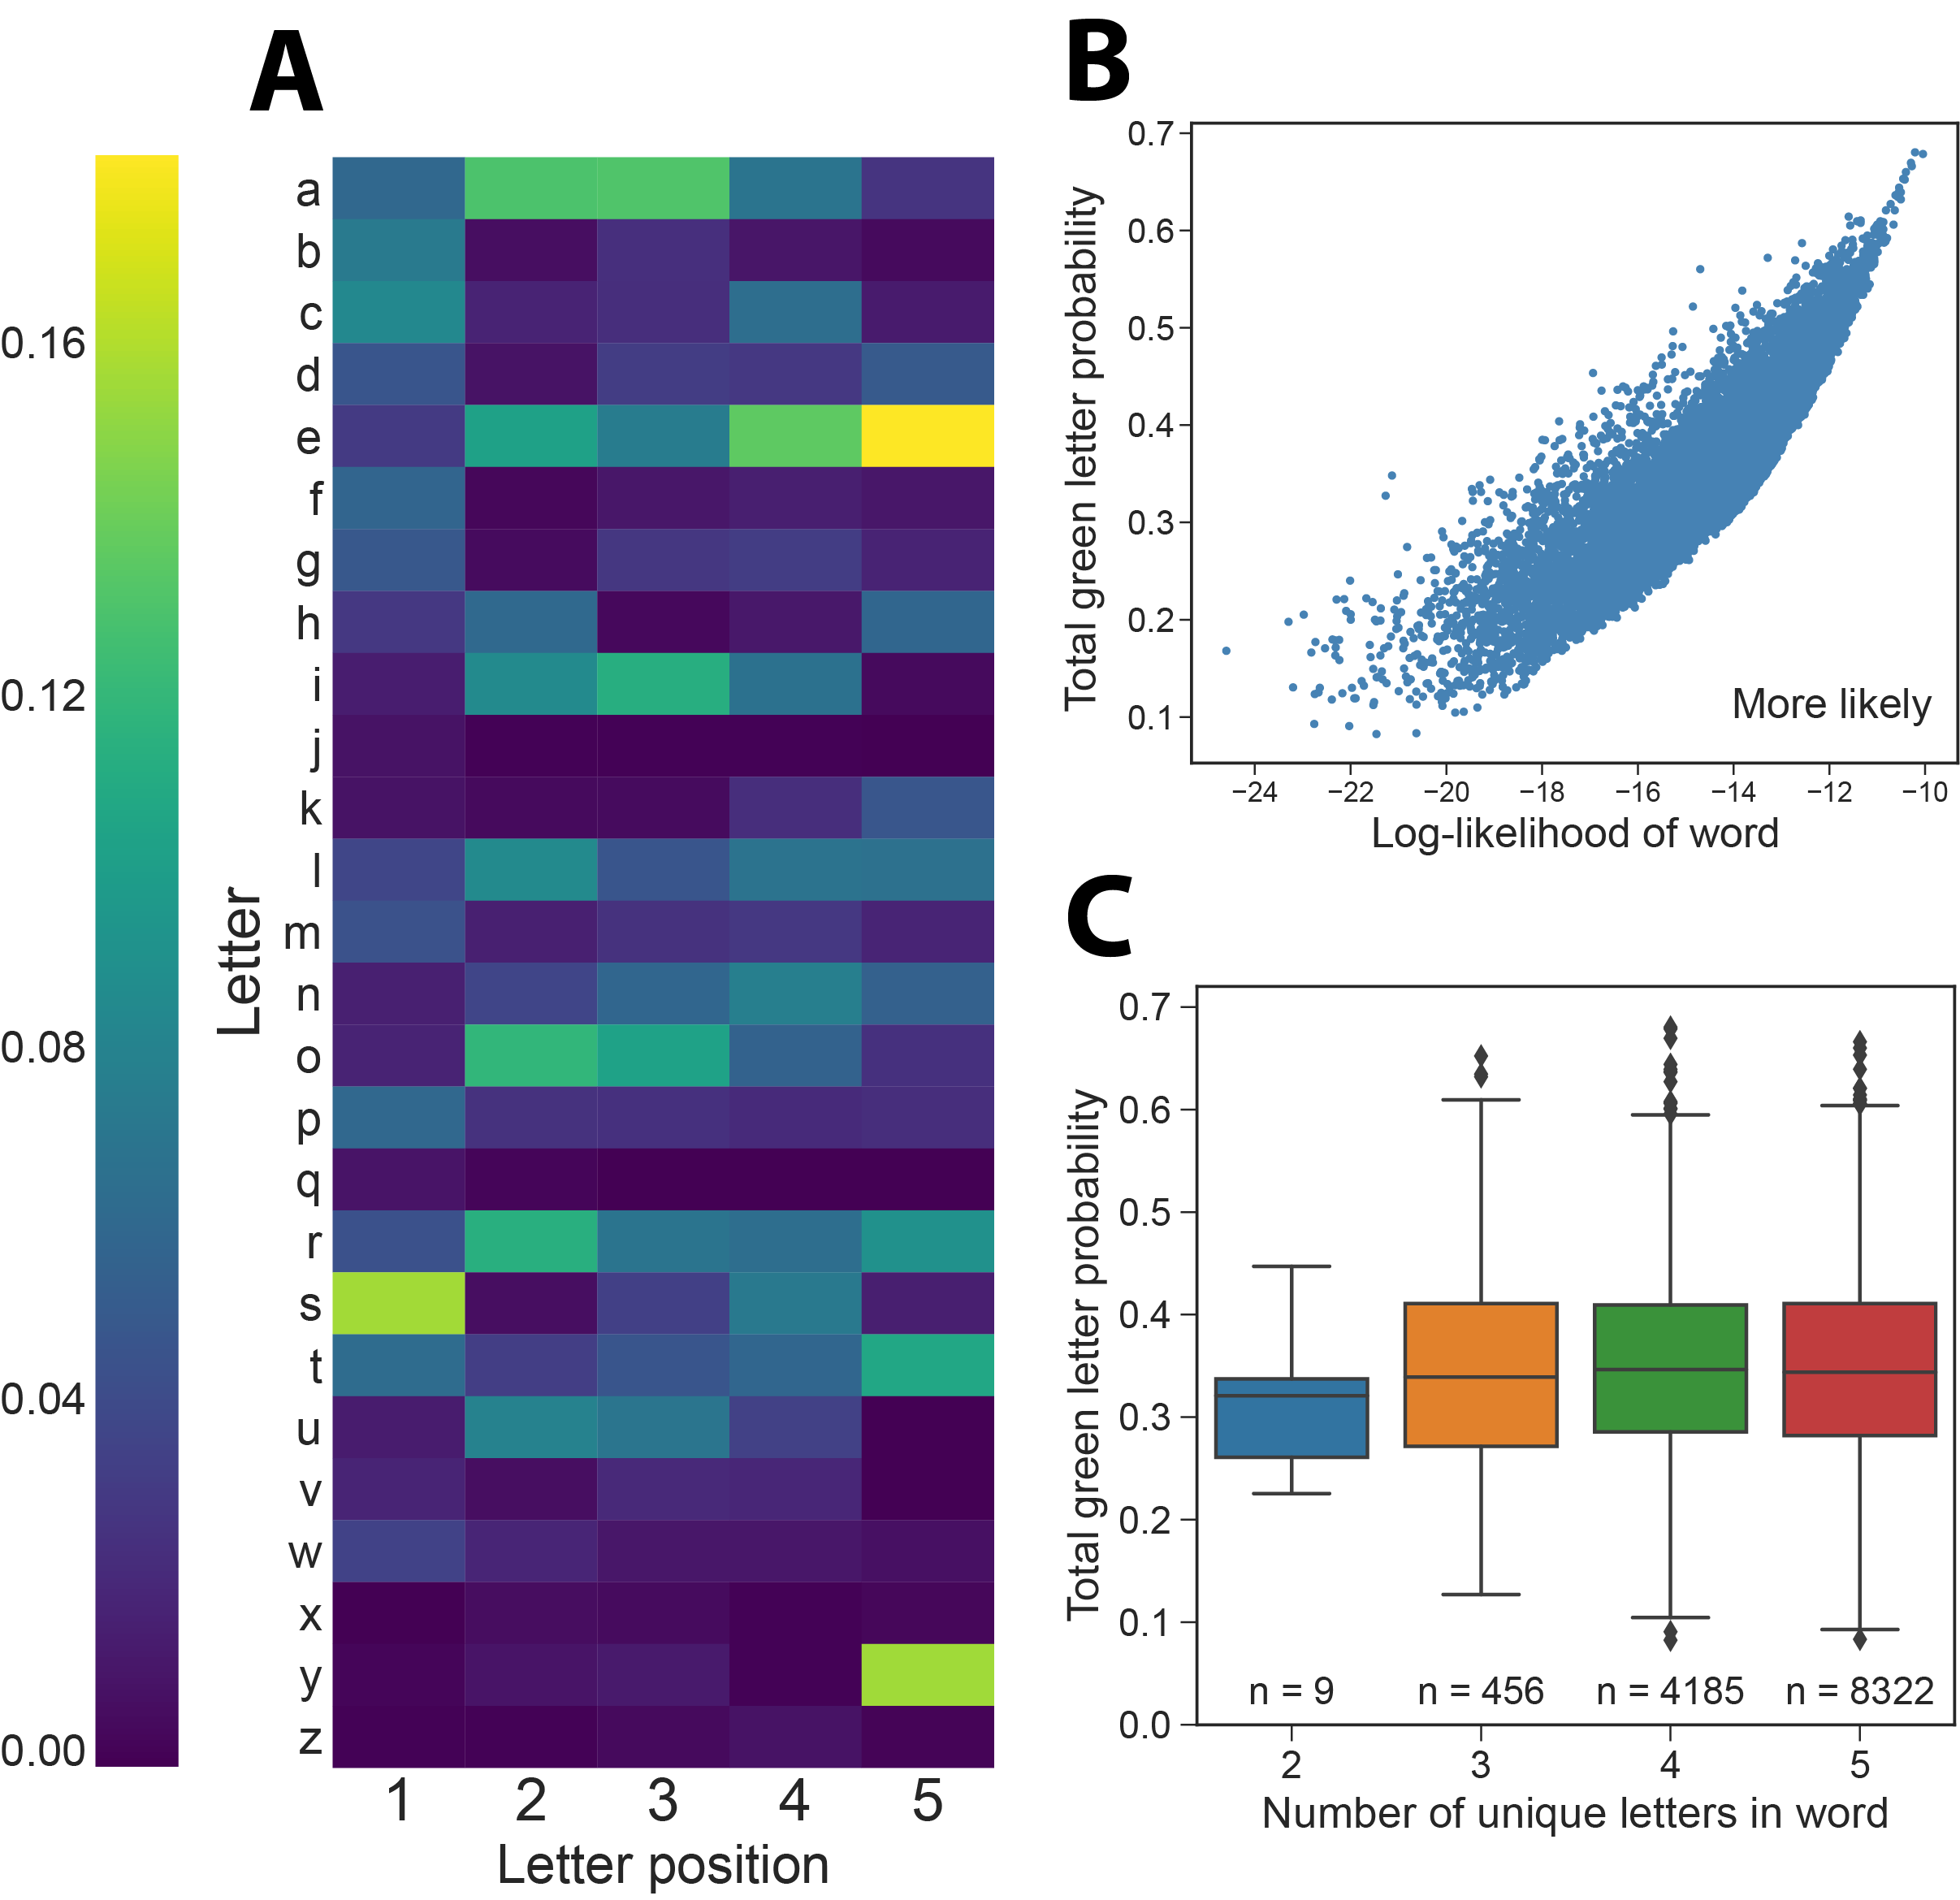 A
0.16
0.12
0.08
0.04
0.00
Letter
a
b
c
d
e
f
g
h
i
j
k
l
m
n
o
p
q
r
s
t
u
v
w
x
y
z
1 2 3 4 5
Letter position
B
Total green letter probability
0.7
0.6
0.5
0.4
0.3
0.2
0.1
More likely
−24 −22 −20 −18 −16 −14 −12 −10
Log-likelihood of word
C
Total green letter probability
0.7
0.6
0.5
0.4
0.3
0.2
0.1
0.0
n = 9 n = 456 n = 4185 n = 8322
2 3 4 5
Number of unique letters in word